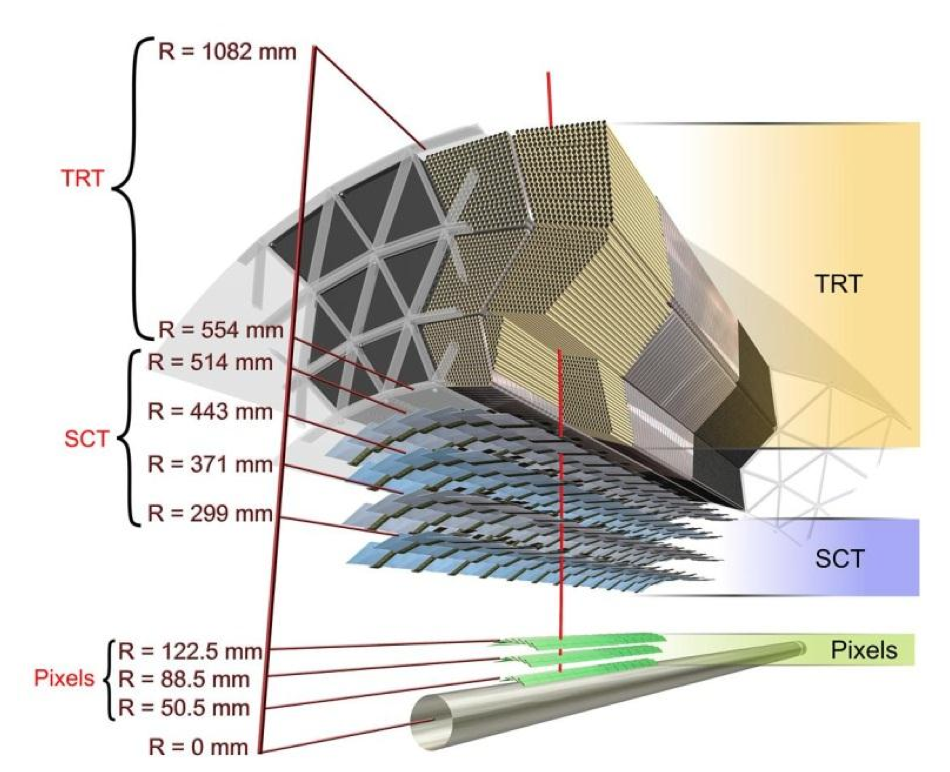 R = 1082 mm
TRT
R = 554 mm
R = 514 mm
R = 443 mm
SCT
R = 371 mm
R = 299 mm
R = 122.5 mm
Pixels
R = 88.5 mm
R = 50.5 mm
R = 0 mm
TRT
SCT
Pixels